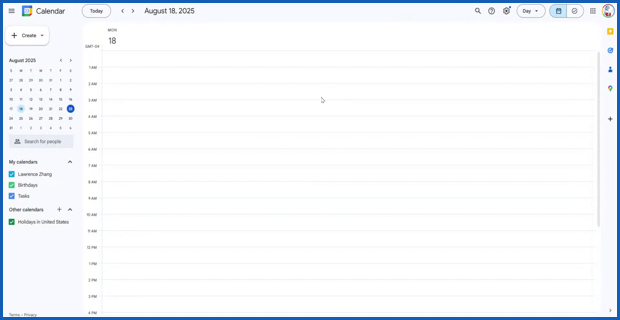 Calendar
Today
August 18, 2025
Day
Create
August 2025
S M T W T F S
27 28 29 30 31 1 2
3 4 5 6 7 8 9
10 11 12 13 14 15 16
17 18 19 20 21 22 23
24 25 26 27 28 29 30
31 1 2 3 4 5 6
Search for people
My calendars
Lawrence Zhang
Birthdays
Tasks
Other calendars
Holidays in United States
Terms – Privacy
MON
18
GMT-04
1 AM
2 AM
3 AM
4 AM
5 AM
6 AM
7 AM
8 AM
9 AM
10 AM
11 AM
12 PM
1 PM
2 PM
3 PM
4 PM